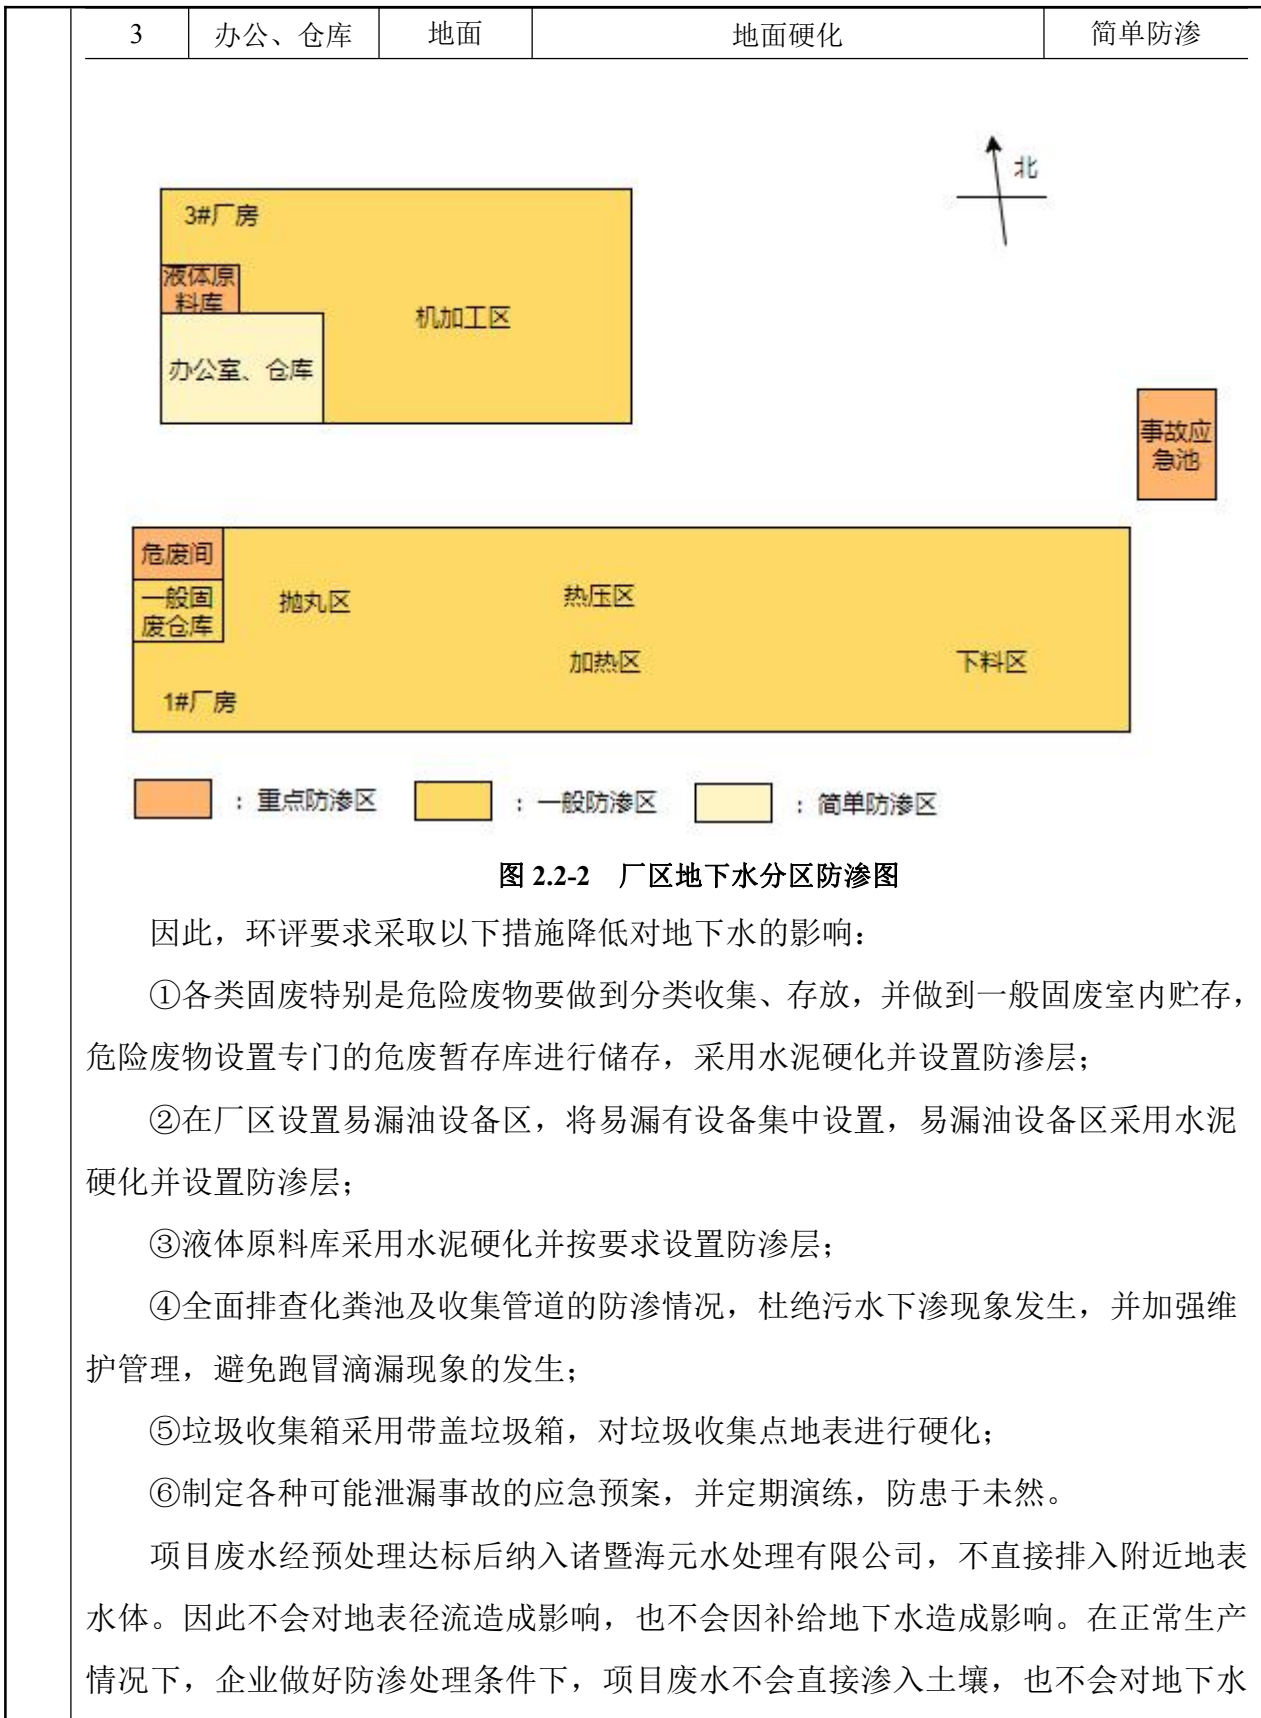 3 办公、仓库 地面 地面硬化 简单防渗
北
3#厂房
液体原
料库
机加工区
办公室、仓库
事故应
急池
危废间
一般固
废仓库
抛丸区
热压区
加热区
下料区
1#厂房
：重点防渗区 ：一般防渗区 ：简单防渗区
图 2.2-2 厂区地下水分区防渗图
因此，环评要求采取以下措施降低对地下水的影响：
①各类固废特别是危险废物要做到分类收集、存放，并做到一般固废室内贮存，
危险废物设置专门的危废暂存库进行储存，采用水泥硬化并设置防渗层；
②在厂区设置易漏油设备区，将易漏有设备集中设置，易漏油设备区采用水泥
硬化并设置防渗层；
③液体原料库采用水泥硬化并按要求设置防渗层；
④全面排查化粪池及收集管道的防渗情况，杜绝污水下渗现象发生，并加强维
护管理，避免跑冒滴漏现象的发生；
⑤垃圾收集箱采用带盖垃圾箱，对垃圾收集点地表进行硬化；
⑥制定各种可能泄漏事故的应急预案，并定期演练，防患于未然。
项目废水经预处理达标后纳入诸暨海元水处理有限公司，不直接排入附近地表
水体。因此不会对地表径流造成影响，也不会因补给地下水造成影响。在正常生产
情况下，企业做好防渗处理条件下，项目废水不会直接渗入土壤，也不会对地下水